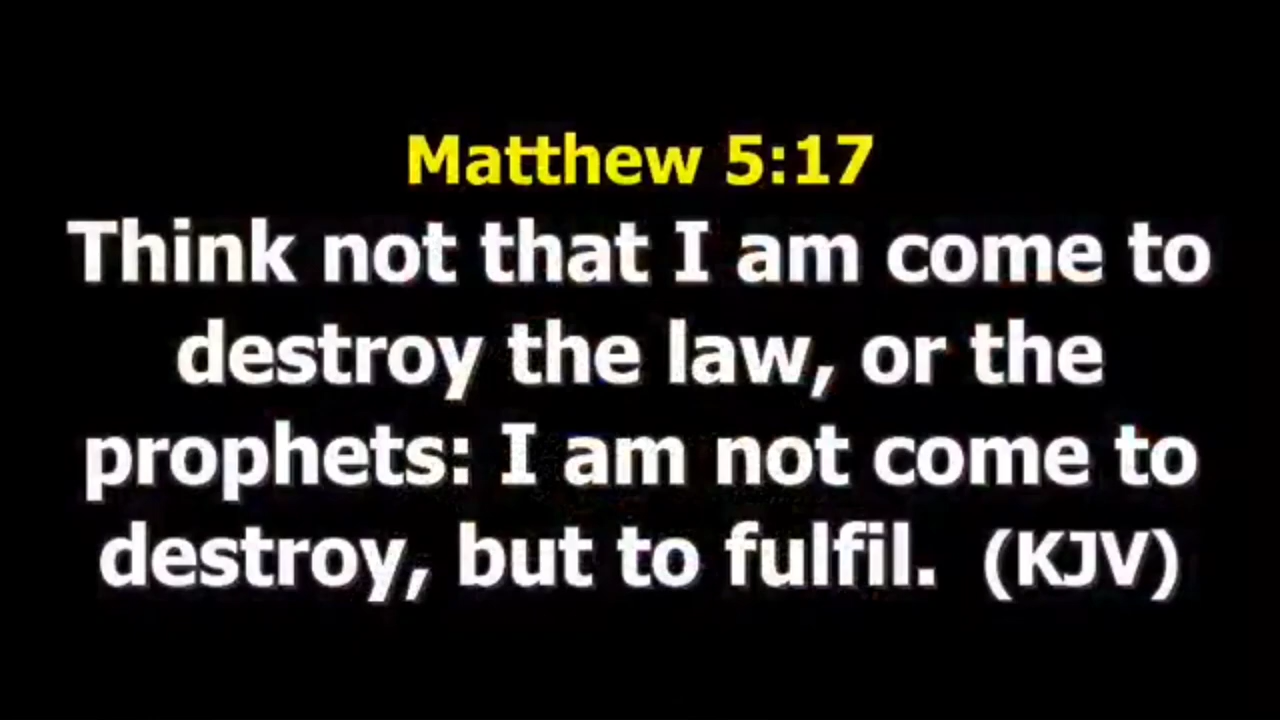 Matthew 5:17
Think not that I am come to
destroy the law, or the
prophets: I am not come to
destroy, but to fulfil.  (KJV)